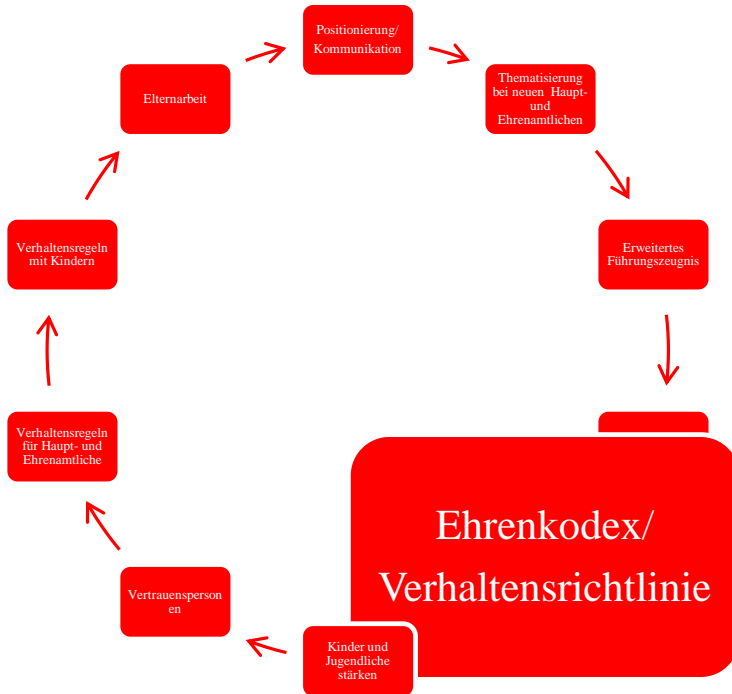 Positionierung/
Kommunikation
Thematisierung
bei neuen Haupt-
und
Ehrenamtlichen
Erweitertes
Führungszeugnis
Ehrenkodex/
Verhaltensrichtlinie
Kinder und
Jugendliche
stärken
Vertrauensperson
en
Verhaltensregeln
für Haupt- und
Ehrenamtliche
Verhaltensregeln
mit Kindern
Elternarbeit